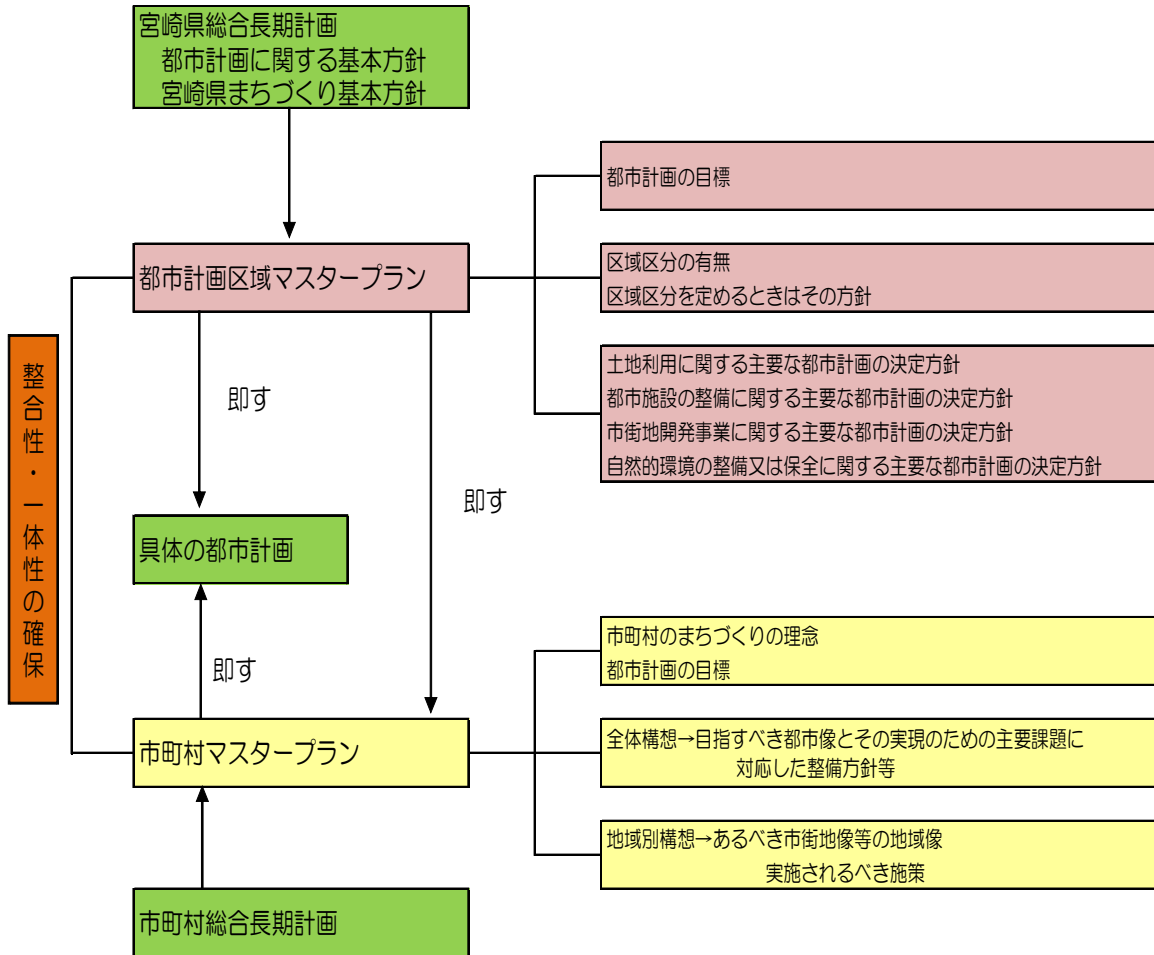 宮崎県総合長期計画
都市計画に関する基本方針
宮崎県まちづくり基本方針
都市計画の目標
都市計画区域マスタープラン
区域区分の有無
区域区分を定めるときはその方針
整合性・一体性の確保
土地利用に関する主要な都市計画の決定方針
都市施設の整備に関する主要な都市計画の決定方針
市街地開発事業に関する主要な都市計画の決定方針
自然的環境の整備又は保全に関する主要な都市計画の決定方針
即す
即す
具体の都市計画
即す
市町村のまちづくりの理念
都市計画の目標
市町村マスタープラン
全体構想→目指すべき都市像とその実現のための主要課題に
対応した整備方針等
地域別構想→あるべき市街地像等の地域像
実施されるべき施策
市町村総合長期計画